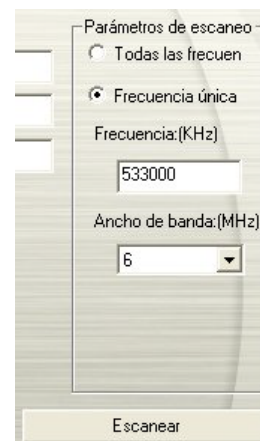 Parámetros de escaneo
Todas las frecuen
Frecuencia única
Frecuencia:(KHz)
533000
Ancho de banda:(MHz)
6
Escanear